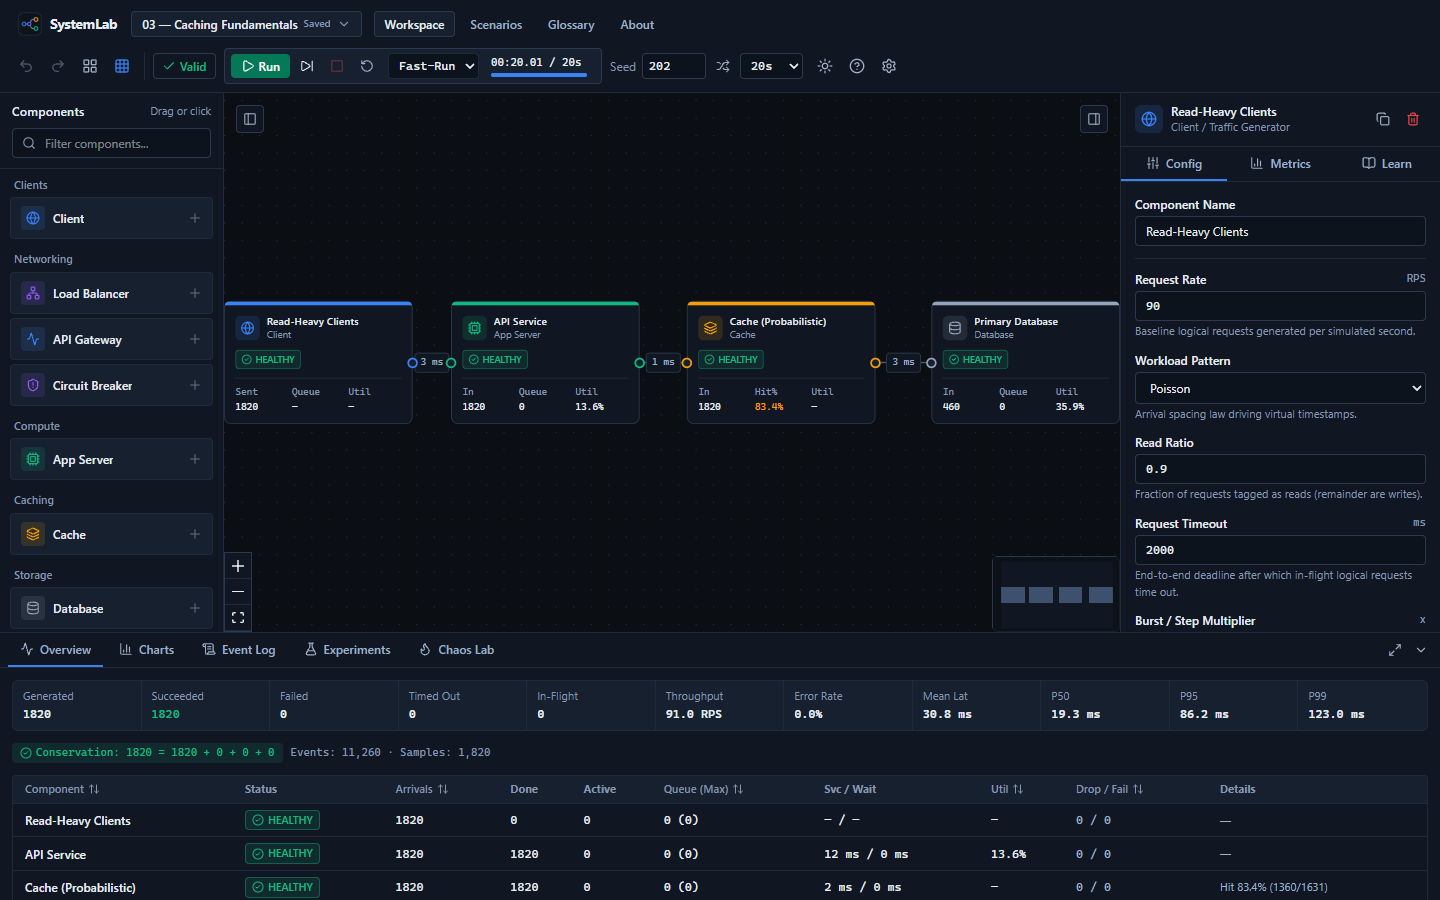 SystemLab
03 — Caching Fundamentals Saved
Workspace
Scenarios
Glossary
About
Valid
Run
Fast-Run
00:20.01 / 20s
Seed
202
20s
Components
Drag or click
Filter components...
Clients
Client
Networking
Load Balancer
API Gateway
Circuit Breaker
Compute
App Server
Caching
Cache
Storage
Database
Read-Heavy Clients
Client
HEALTHY
Sent Queue Util
1820 — —
3 ms
API Service
App Server
HEALTHY
In Queue Util
1820 0 13.6%
1 ms
Cache (Probabilistic)
Cache
HEALTHY
In Hit% Util
1820 83.4% —
3 ms
Primary Database
Database
HEALTHY
In Queue Util
460 0 35.9%
Read-Heavy Clients
Client / Traffic Generator
Config
Metrics
Learn
Component Name
Read-Heavy Clients
Request Rate RPS
90
Baseline logical requests generated per simulated second.
Workload Pattern
Poisson
Arrival spacing law driving virtual timestamps.
Read Ratio
0.9
Fraction of requests tagged as reads (remainder are writes).
Request Timeout ms
2000
End-to-end deadline after which in-flight logical requests
time out.
Burst / Step Multiplier x
Overview
Charts
Event Log
Experiments
Chaos Lab
Generated Succeeded Failed Timed Out In-Flight Throughput Error Rate Mean Lat P50 P95 P99
1820 1820 0 0 0 91.0 RPS 0.0% 30.8 ms 19.3 ms 86.2 ms 123.0 ms
Conservation: 1820 = 1820 + 0 + 0 + 0 Events: 11,260 · Samples: 1,820
Component Status Arrivals Done Active Queue (Max) Svc / Wait Util Drop / Fail Details
Read-Heavy Clients HEALTHY 1820 0 0 0 (0) — / — — 0 / 0 —
API Service HEALTHY 1820 1820 0 0 (0) 12 ms / 0 ms 13.6% 0 / 0 —
Cache (Probabilistic) HEALTHY 1820 1820 0 0 (0) 2 ms / 0 ms — 0 / 0 Hit 83.4% (1360/1631)